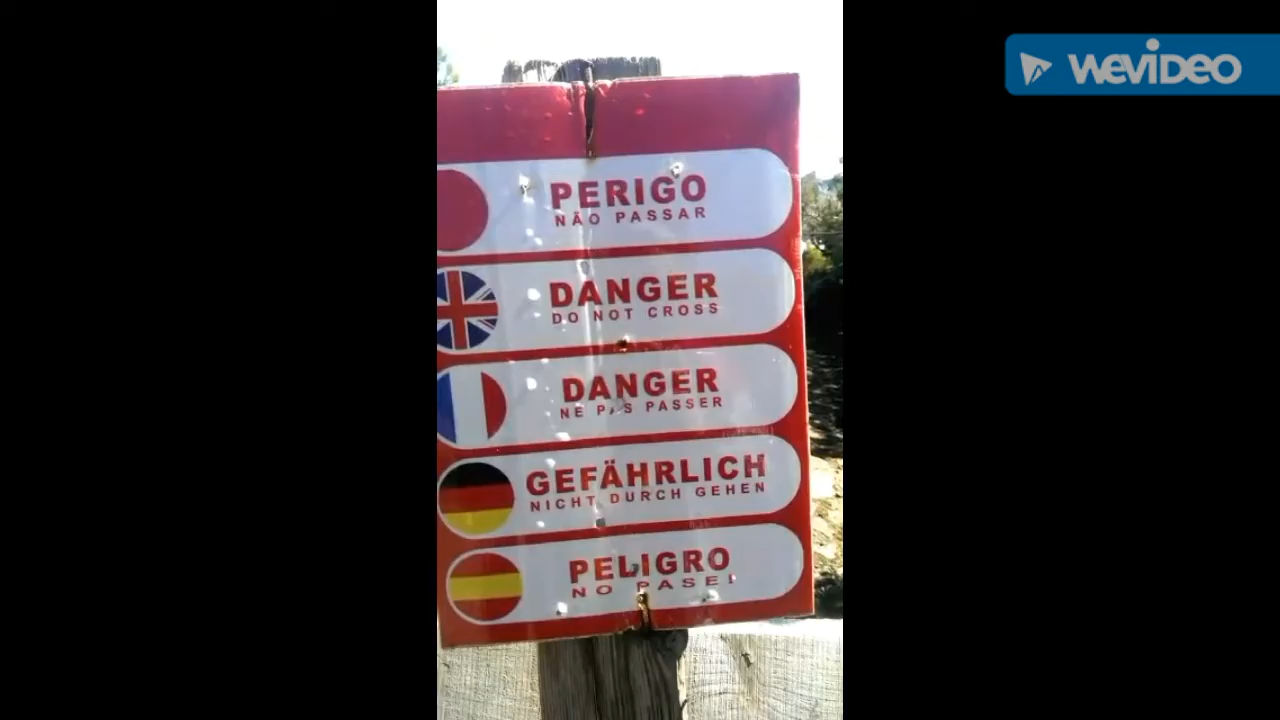 WEVIDEO
PERIGO
NÃO PASSAR
DANGER
DO NOT CROSS
DANGER
NE PAS PASSER
GEFÄHRLICH
NICHT DURCH GEHEN
PELIGRO
NO PASE!